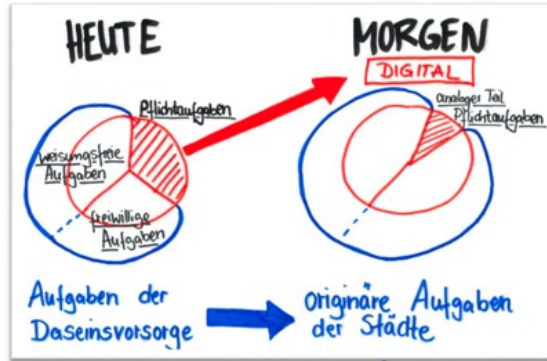 HEUTE
Pflichtaufgaben
weisungsfreie
Aufgaben
freiwillige
Aufgaben
MORGEN
DIGITAL
analoger Teil
Pflichtaufgaben
Aufgaben der
Daseinsvorsorge
originäre Aufgaben
der Städte